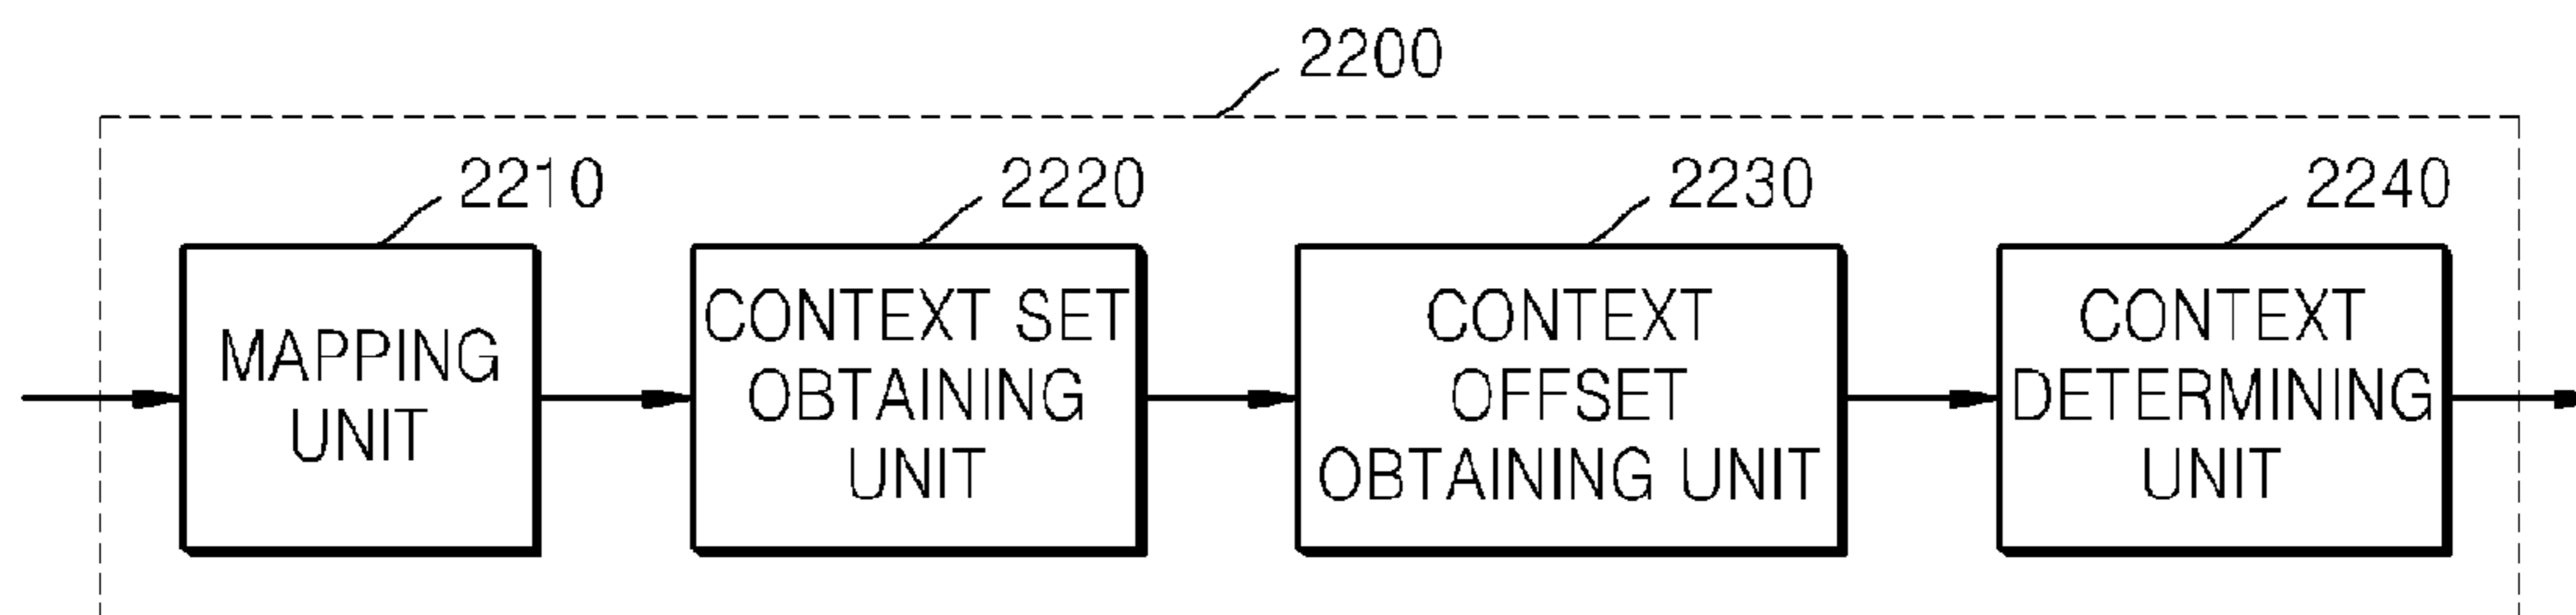 2200
2210
2220
2230
2240
MAPPING
UNIT
CONTEXT SET
OBTAINING
UNIT
CONTEXT
OFFSET
OBTAINING UNIT
CONTEXT
DETERMINING
UNIT